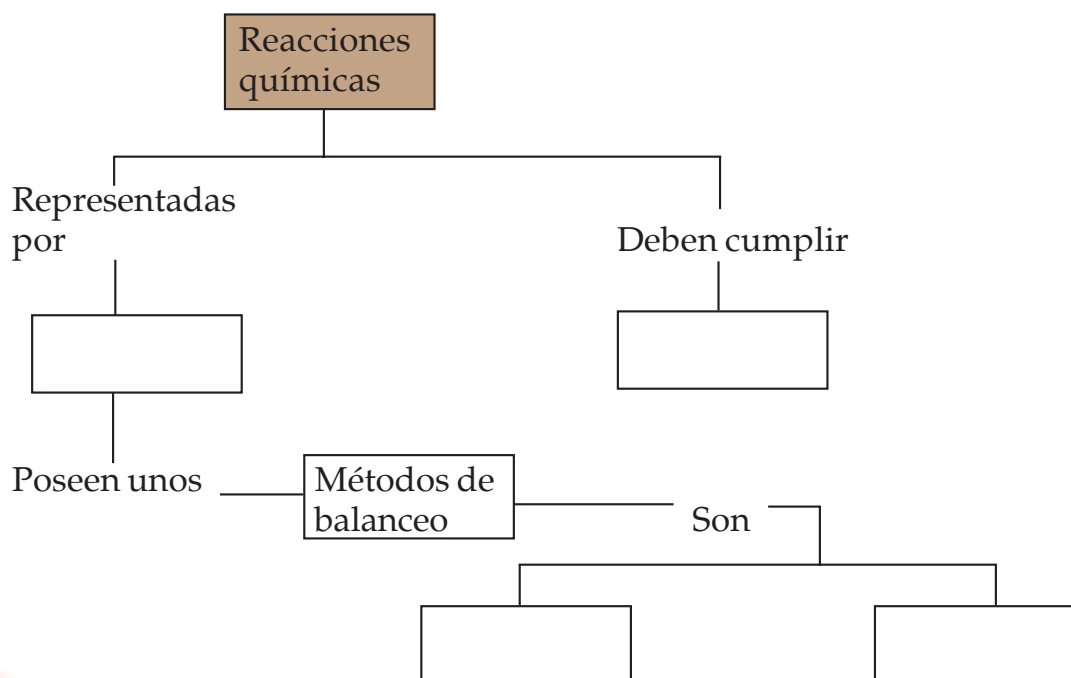 Reacciones
químicas
Representadas
por
Deben cumplir
Poseen unos
Métodos de
balanceo
Son